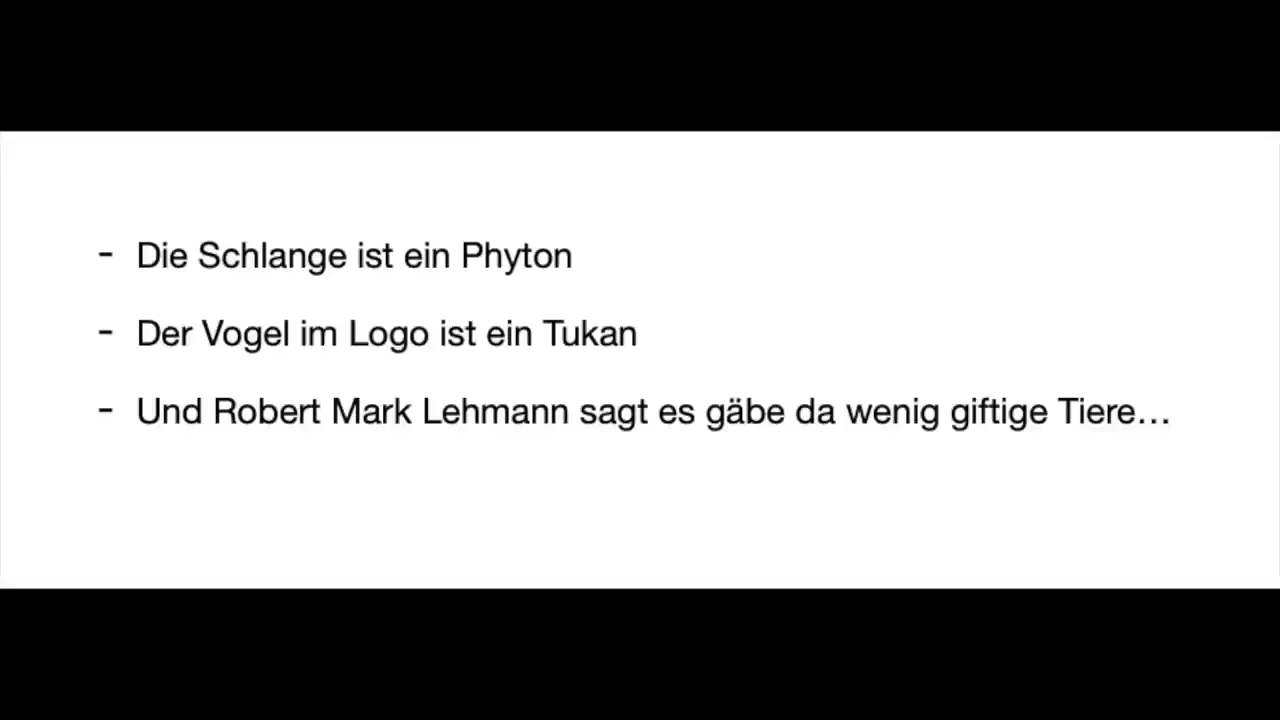 - Die Schlange ist ein Phyton
- Der Vogel im Logo ist ein Tukan
- Und Robert Mark Lehmann sagt es gäbe da wenig giftige Tiere…